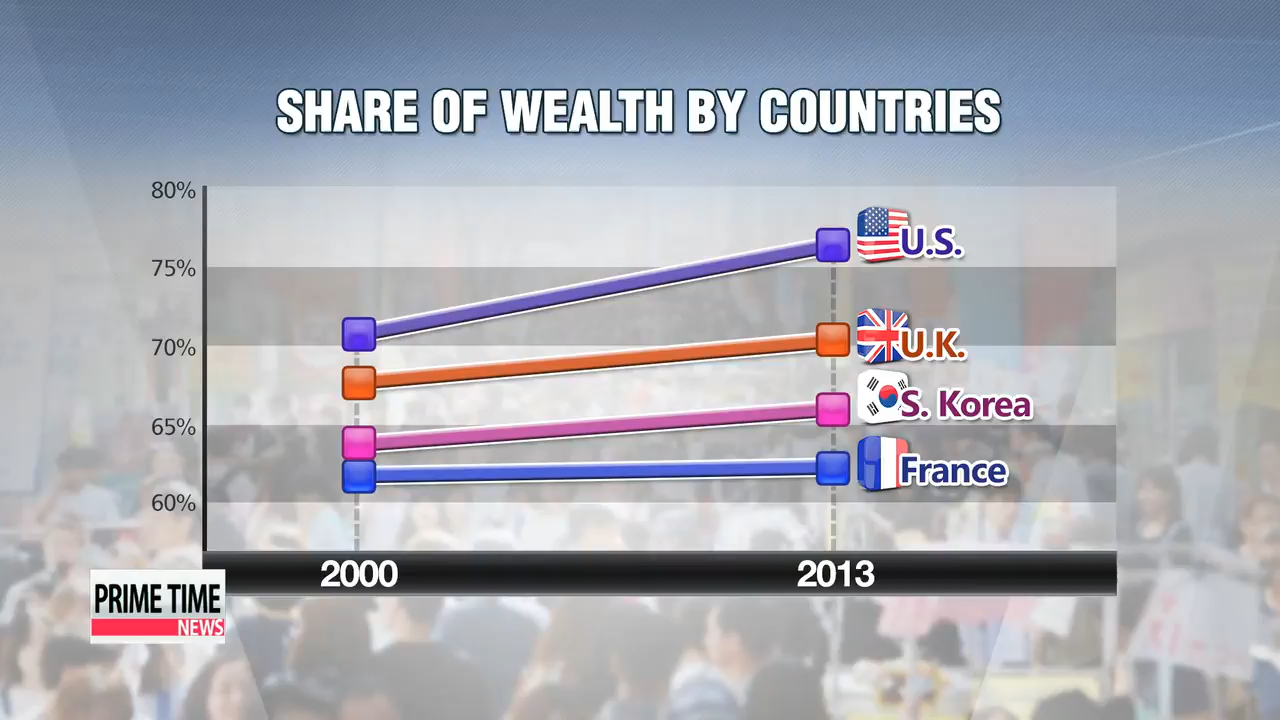 SHARE OF WEALTH BY COUNTRIES
80%
75%
70%
65%
60%
U.S.
U.K.
S. Korea
France
2000 2013
PRIME TIME
NEWS